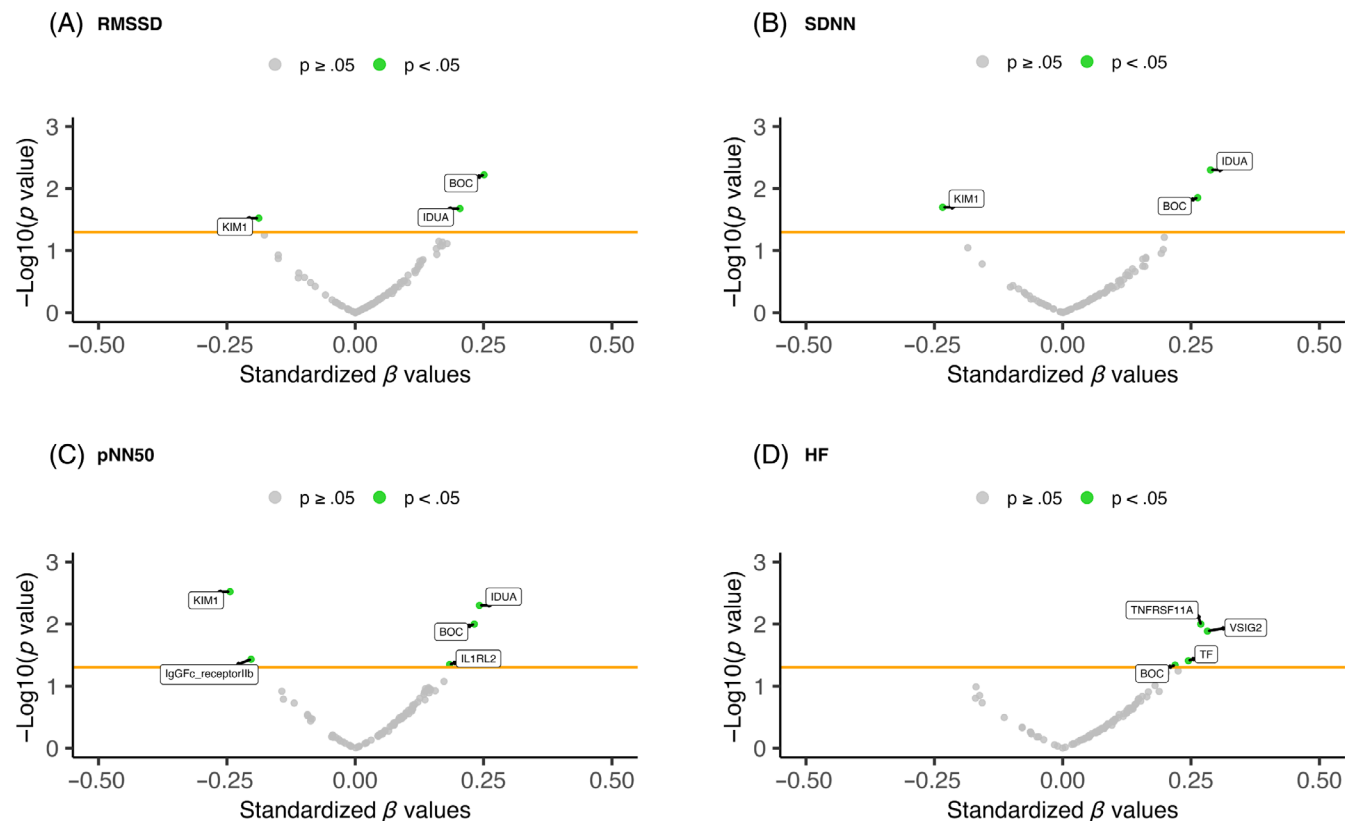 (A) RMSSD
p ≥ .05 p < .05
−Log10(p value)
3
2
1
0
BOC
IDUA
KIM1
−0.50 −0.25 0.00 0.25 0.50
Standardized β values
(B) SDNN
p ≥ .05 p < .05
−Log10(p value)
3
2
1
0
IDUA
KIM1
BOC
−0.50 −0.25 0.00 0.25 0.50
Standardized β values
(C) pNN50
p ≥ .05 p < .05
−Log10(p value)
3
2
1
0
KIM1
IDUA
BOC
IL1RL2
IgGFc_receptorIIb
−0.50 −0.25 0.00 0.25 0.50
Standardized β values
(D) HF
p ≥ .05 p < .05
−Log10(p value)
3
2
1
0
TNFRSF11A
VSIG2
TF
BOC
−0.50 −0.25 0.00 0.25 0.50
Standardized β values